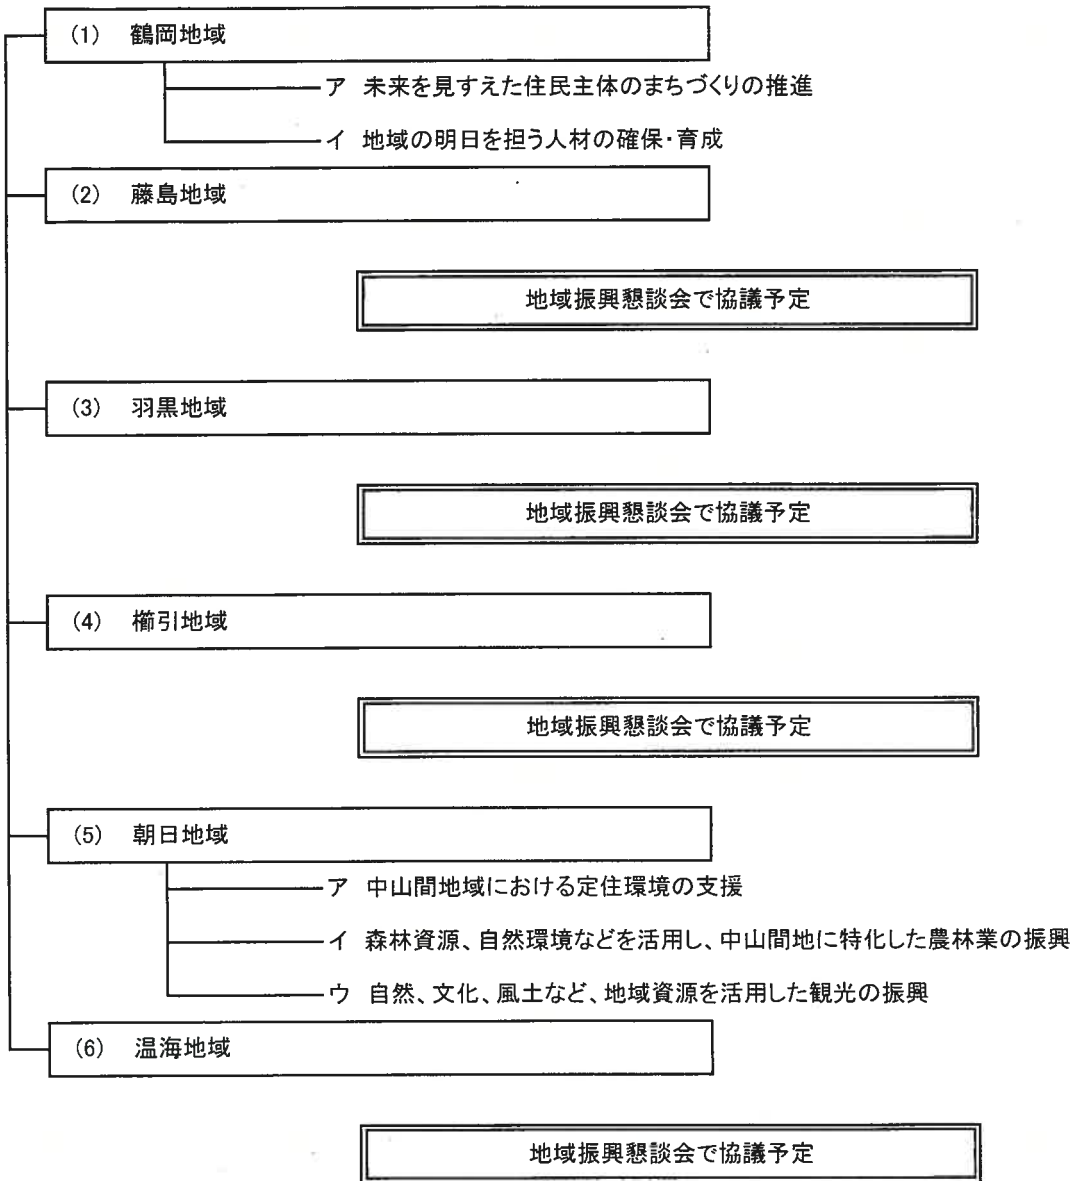 (1) 鶴岡地域
ア 未来を見すえた住民主体のまちづくりの推進
イ 地域の明日を担う人材の確保・育成
(2) 藤島地域
地域振興懇談会で協議予定
(3) 羽黒地域
地域振興懇談会で協議予定
(4) 櫛引地域
地域振興懇談会で協議予定
(5) 朝日地域
ア 中山間地域における定住環境の支援
イ 森林資源、自然環境などを活用し、中山間地に特化した農林業の振興
ウ 自然、文化、風土など、地域資源を活用した観光の振興
(6) 温海地域
地域振興懇談会で協議予定